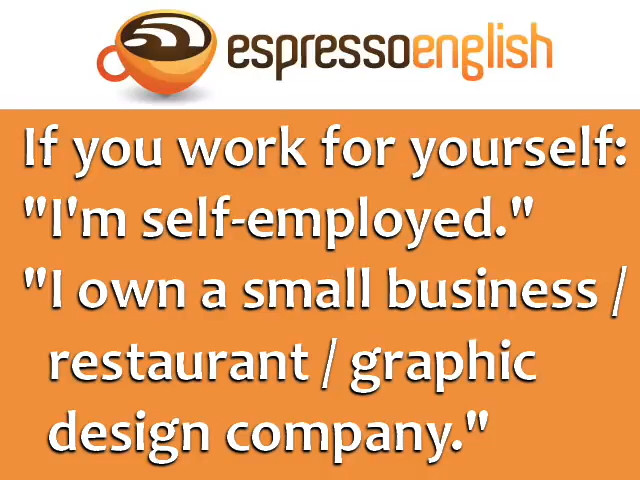 espressoenglish
If you work for yourself:
"I'm self-employed."
"I own a small business /
restaurant / graphic
design company."